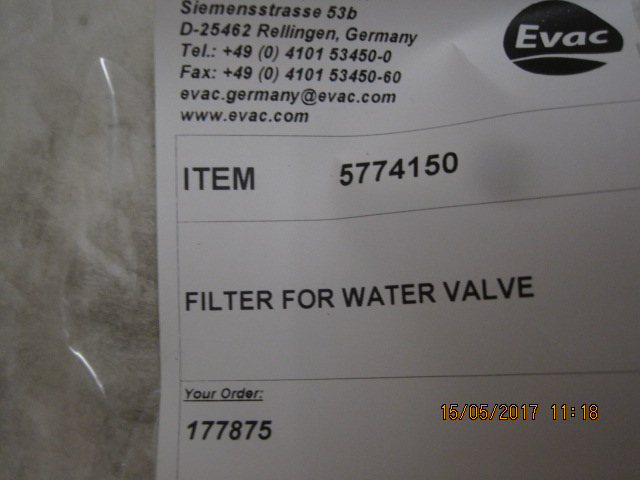 Siemensstrasse 53b
D-25462 Rellingen, Germany
Tel.: +49 (0) 4101 53450-0
Fax: +49 (0) 4101 53450-60
evac.germany@evac.com
www.evac.com
Evac
ITEM 5774150
FILTER FOR WATER VALVE
Your Order:
177875
15/05/2017 11:18